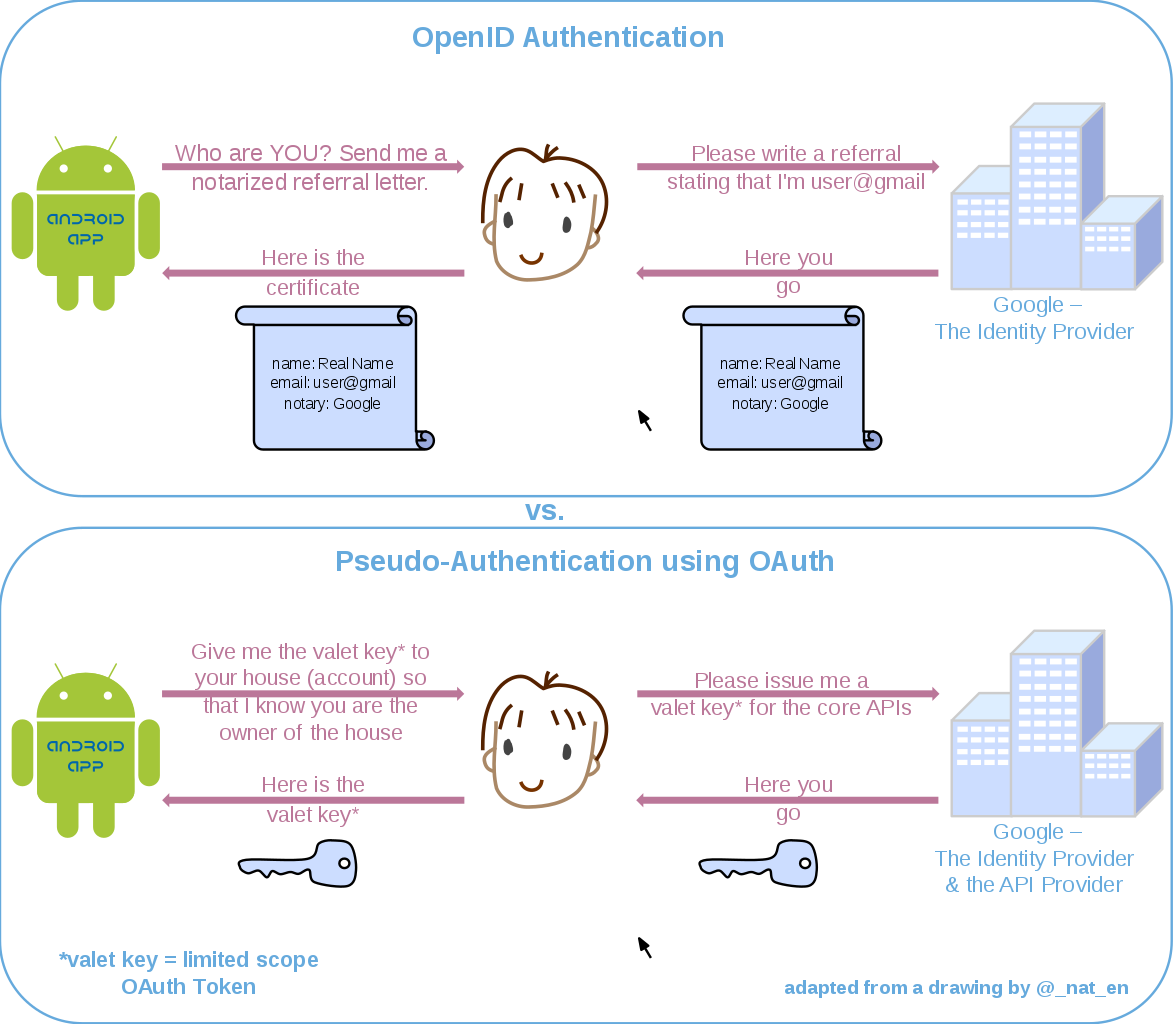 OpenID Authentication
Who are YOU? Send me a
notarized referral letter.
Please write a referral
stating that I'm user@gmail
ANDROID
APP
Here is the
certificate
Here you
go
Google –
The Identity Provider
name: Real Name
email: user@gmail
notary: Google
name: Real Name
email: user@gmail
notary: Google
vs.
Pseudo-Authentication using OAuth
Give me the valet key* to
your house (account) so
that I know you are the
owner of the house
Please issue me a
valet key* for the core APIs
ANDROID
APP
Here is the
valet key*
Here you
go
Google –
The Identity Provider
& the API Provider
*valet key = limited scope
OAuth Token
adapted from a drawing by @_nat_en